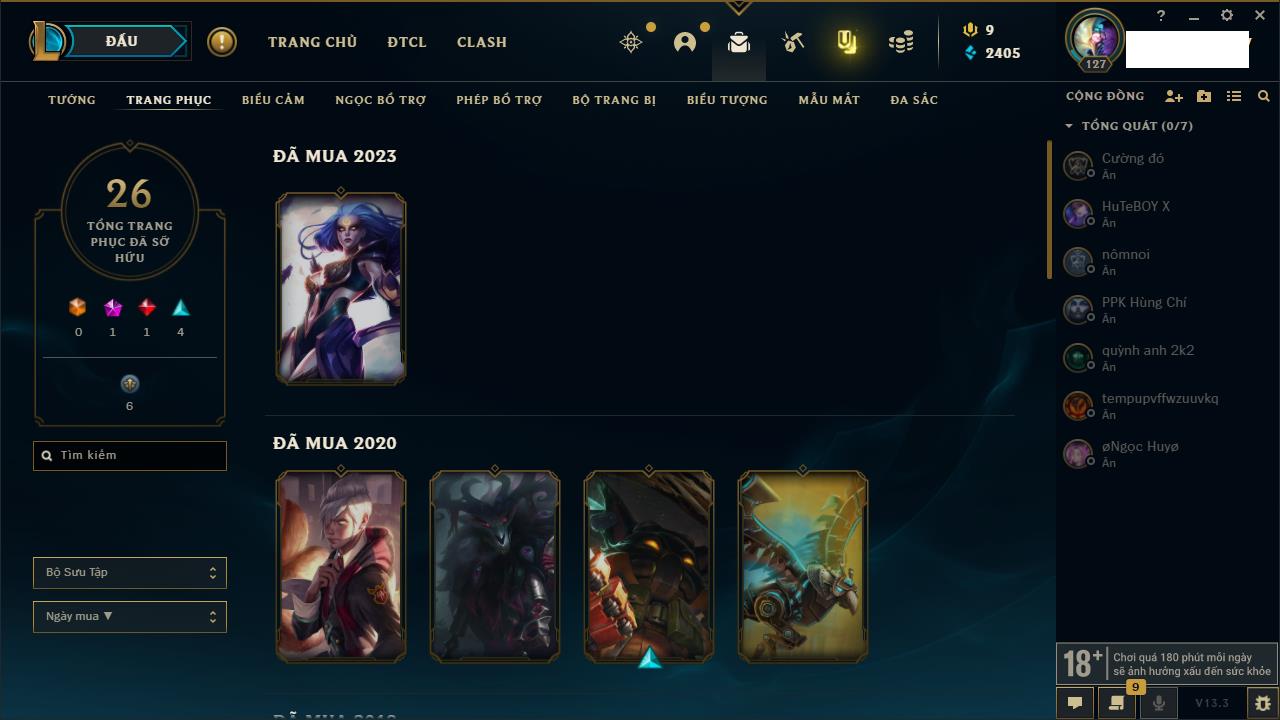 ĐẤU
TRANG CHỦ
ĐTCL
CLASH
9
2405
127
CỘNG ĐỒNG
TỔNG QUÁT (0/7)
Cường đó
Ẩn
HuTeBOY X
Ẩn
nômnoi
Ẩn
PPK Hùng Chí
Ẩn
quỳnh anh 2k2
Ẩn
tempupvffwzuuvkq
Ẩn
øNgọc Huyø
Ẩn
TƯỚNG
TRANG PHỤC
BIỂU CẢM
NGỌC BỔ TRỢ
PHÉP BỔ TRỢ
BỘ TRANG BỊ
BIỂU TƯỢNG
MẪU MẮT
ĐA SẮC
26
TỔNG TRANG
PHỤC ĐÃ SỞ
HỮU
0 1 1 4
6
Tìm kiếm
Bộ Sưu Tập
Ngày mua ▼
ĐÃ MUA 2023
ĐÃ MUA 2020
18+
Chơi quá 180 phút mỗi ngày
sẽ ảnh hưởng xấu đến sức khỏe
9
V13.3